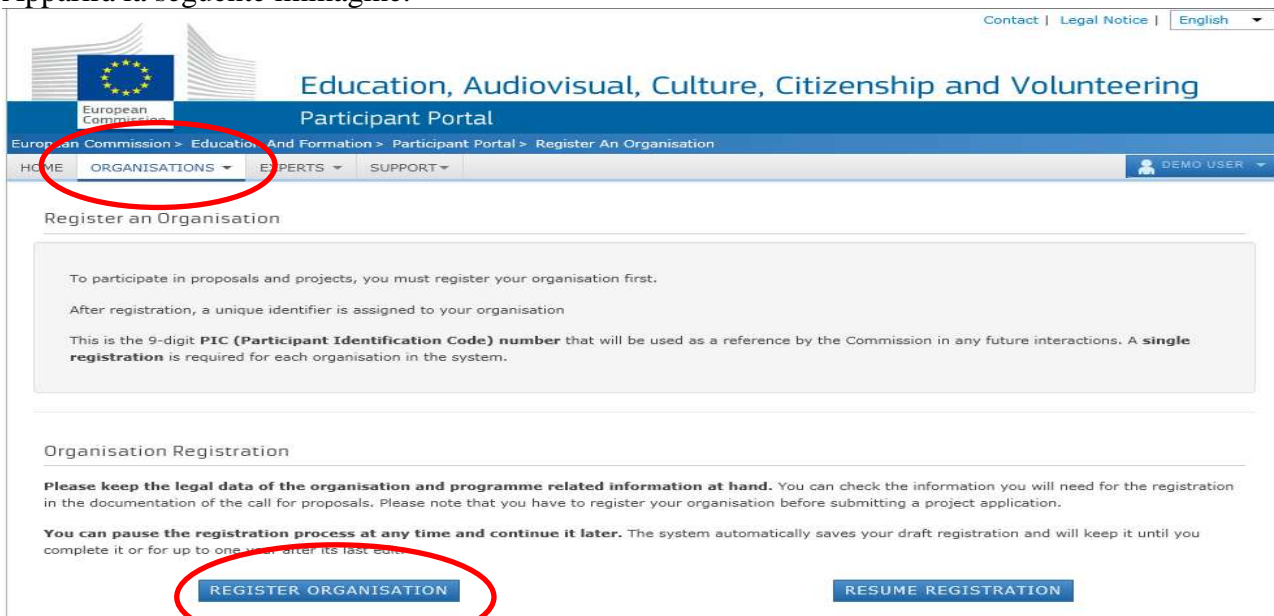 Apparirà la seguente immagine:
Contact | Legal Notice | English
Education, Audiovisual, Culture, Citizenship and Volunteering
European
Commission
Participant Portal
European Commission > Education And Formation > Participant Portal > Register An Organisation
HOME ORGANISATIONS EXPERTS SUPPORT DEMO USER
Register an Organisation
To participate in proposals and projects, you must register your organisation first.
After registration, a unique identifier is assigned to your organisation
This is the 9-digit PIC (Participant Identification Code) number that will be used as a reference by the Commission in any future interactions. A single
registration is required for each organisation in the system.
Organisation Registration
Please keep the legal data of the organisation and programme related information at hand. You can check the information you will need for the registration
in the documentation of the call for proposals. Please note that you have to register your organisation before submitting a project application.
You can pause the registration process at any time and continue it later. The system automatically saves your draft registration and will keep it until you
complete it or for up to one year after its last edit.
REGISTER ORGANISATION RESUME REGISTRATION